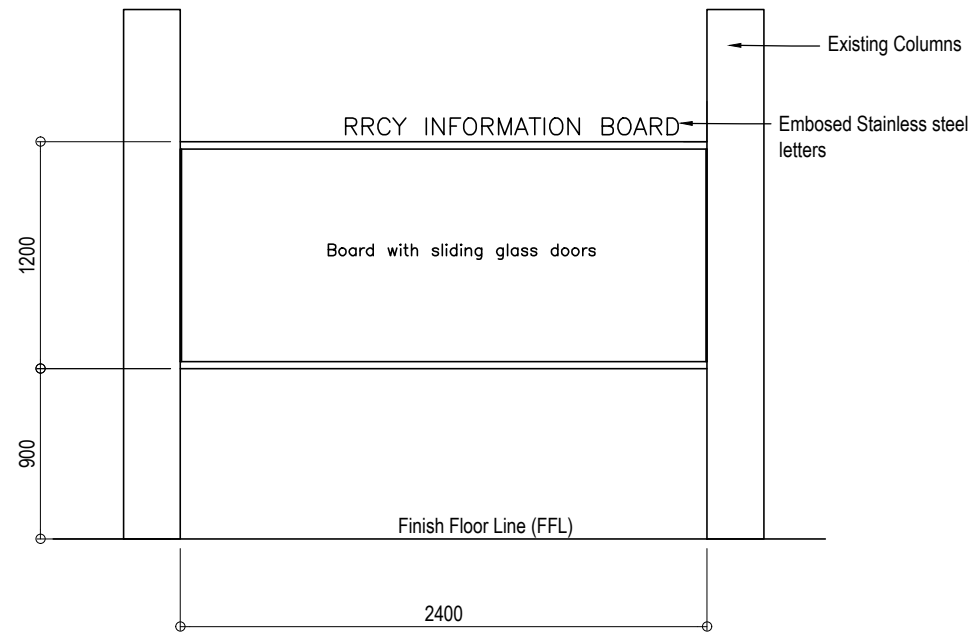 Existing Columns
RRCY INFORMATION BOARD
Embosed Stainless steel
letters
1200
Board with sliding glass doors
900
Finish Floor Line (FFL)
2400